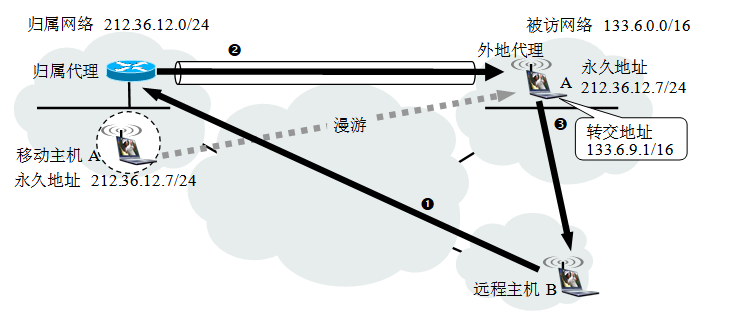 归属网络 212.36.12.0/24
被访网络 133.6.0.0/16
❷
外地代理
归属代理
A
永久地址
212.36.12.7/24
❸
漫游
转交地址
133.6.9.1/16
移动主机 A
永久地址 212.36.12.7/24
❶
远程主机 B